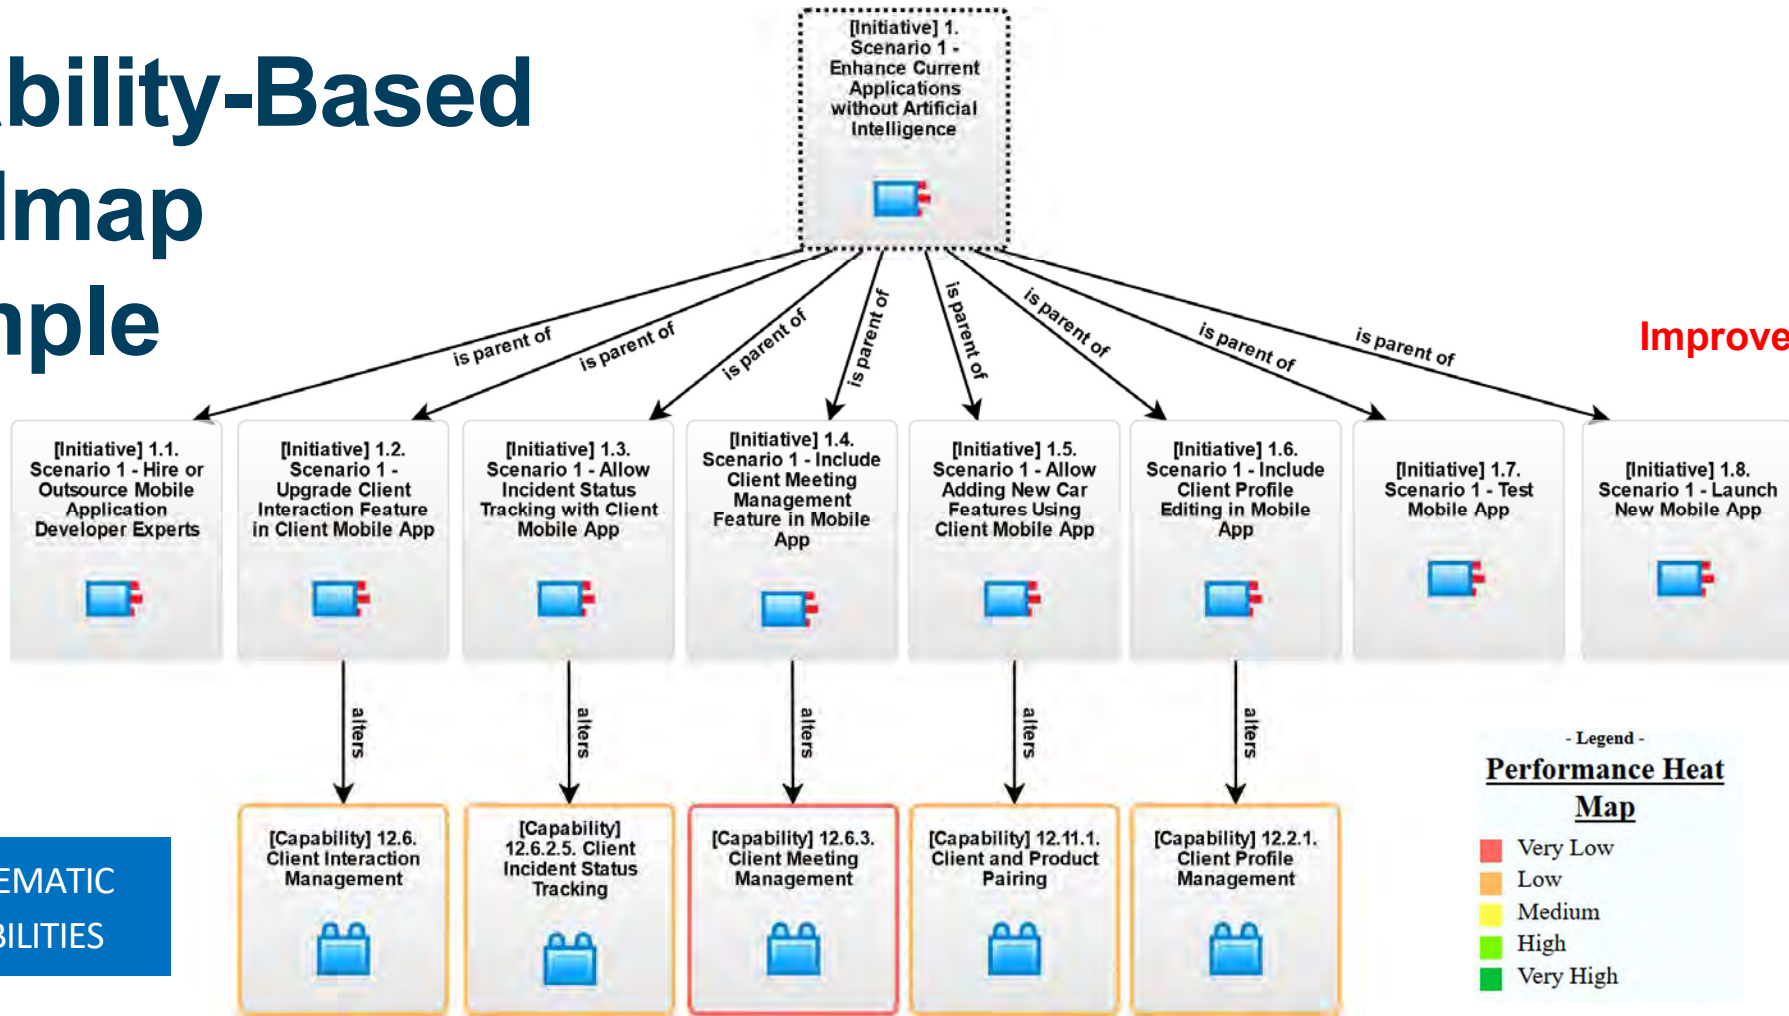 ability-Based
dmap
mple
[Initiative] 1.
Scenario 1 -
Enhance Current
Applications
without Artificial
Intelligence
is parent of
is parent of
is parent of
is parent of
is parent of
is parent of
is parent of
is parent of
Improve
[Initiative] 1.1.
Scenario 1 - Hire or
Outsource Mobile
Application
Developer Experts
[Initiative] 1.2.
Scenario 1 -
Upgrade Client
Interaction Feature
in Client Mobile App
[Initiative] 1.3.
Scenario 1 - Allow
Incident Status
Tracking with Client
Mobile App
[Initiative] 1.4.
Scenario 1 - Include
Client Meeting
Management
Feature in Mobile
App
[Initiative] 1.5.
Scenario 1 - Allow
Adding New Car
Features Using
Client Mobile App
[Initiative] 1.6.
Scenario 1 - Include
Client Profile
Editing in Mobile
App
[Initiative] 1.7.
Scenario 1 - Test
Mobile App
[Initiative] 1.8.
Scenario 1 - Launch
New Mobile App
alters
alters
alters
alters
alters
EMATIC
BILITIES
[Capability] 12.6.
Client Interaction
Management
[Capability]
12.6.2.5. Client
Incident Status
Tracking
[Capability] 12.6.3.
Client Meeting
Management
[Capability] 12.11.1.
Client and Product
Pairing
[Capability] 12.2.1.
Client Profile
Management
- Legend -
Performance Heat
Map
Very Low
Low
Medium
High
Very High